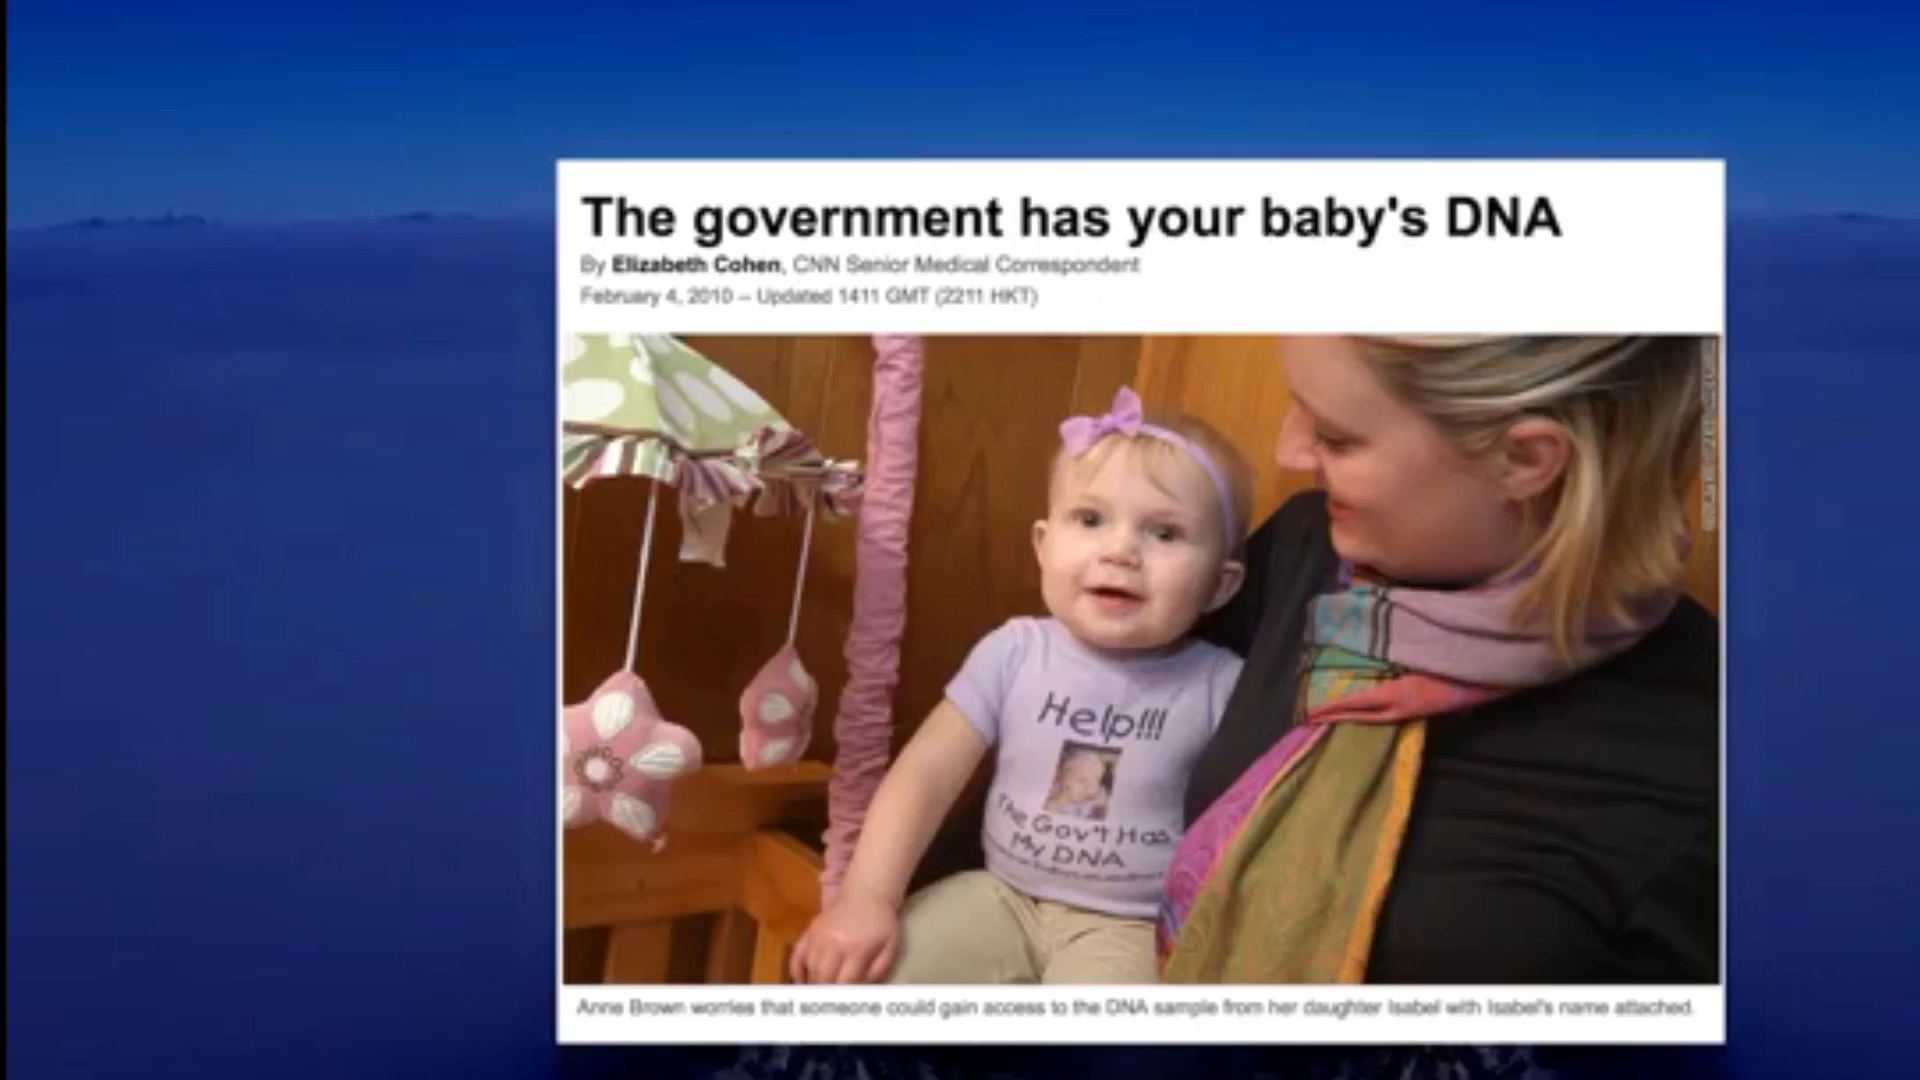 The government has your baby's DNA
By Elizabeth Cohen, CNN Senior Medical Correspondent
February 4, 2010 -- Updated 1411 GMT (2211 HKT)
Help!!!
The Gov't Has
My DNA
Anne Brown worries that someone could gain access to the DNA sample from her daughter Isabel with Isabel's name attached.